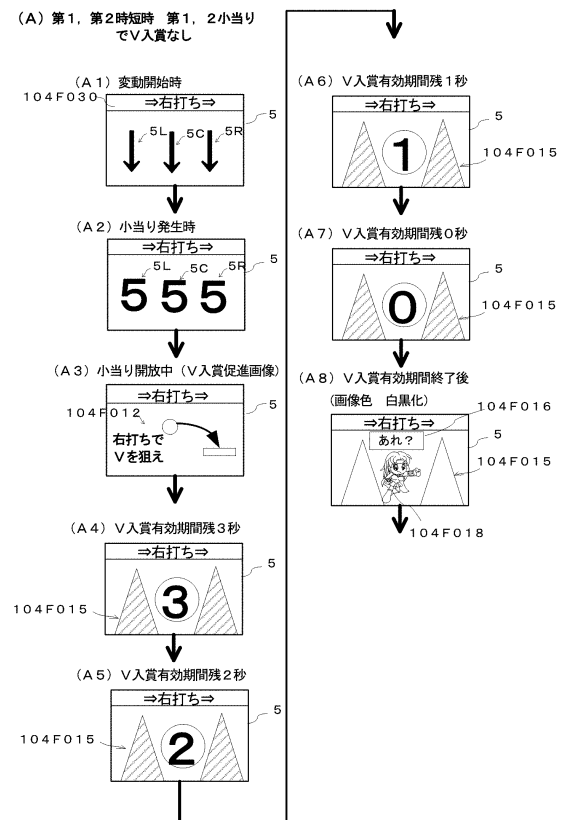 （A）第１，第２時短時　第１，２小当り
でＶ入賞なし
（A１）変動開始時
１０４F０３０
⇒右打ち⇒
５
５L
５C
５R
（A２）小当り発生時
⇒右打ち⇒
５
５L
５C
５R
５５５
（A３）小当り開放中（Ｖ入賞促進画像）
⇒右打ち⇒
５
１０４F０１２
右打ちで
Ｖを狙え
（A４）Ｖ入賞有効期間残３秒
⇒右打ち⇒
５
３
１０４F０１５
（A５）Ｖ入賞有効期間残２秒
⇒右打ち⇒
５
２
１０４F０１５
（A６）Ｖ入賞有効期間残１秒
⇒右打ち⇒
５
１
１０４F０１５
（A７）Ｖ入賞有効期間残０秒
⇒右打ち⇒
５
０
１０４F０１５
（A８）Ｖ入賞有効期間終了後
（画像色　白黒化）
１０４F０１６
⇒右打ち⇒
５
あれ？
１０４F０１５
１０４F０１８